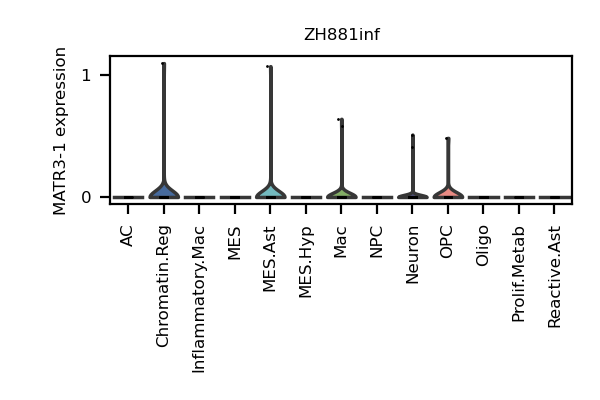 ZH881inf
MATR3-1 expression
1
0
AC
Chromatin.Reg
Inflammatory.Mac
MES
MES.Ast
MES.Hyp
Mac
NPC
Neuron
OPC
Oligo
Prolif.Metab
Reactive.Ast